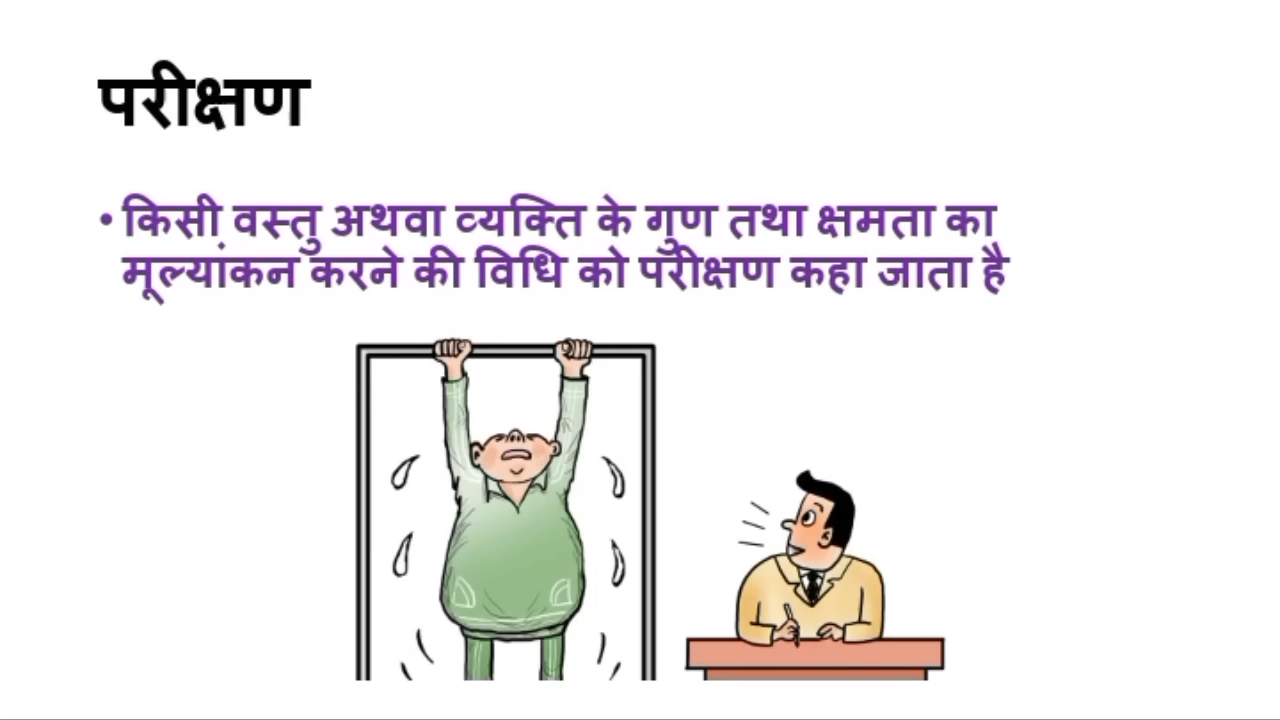 परीक्षण
• किसी वस्तु अथवा व्यक्ति के गुण तथा क्षमता का
मूल्यांकन करने की विधि को परीक्षण कहा जाता है